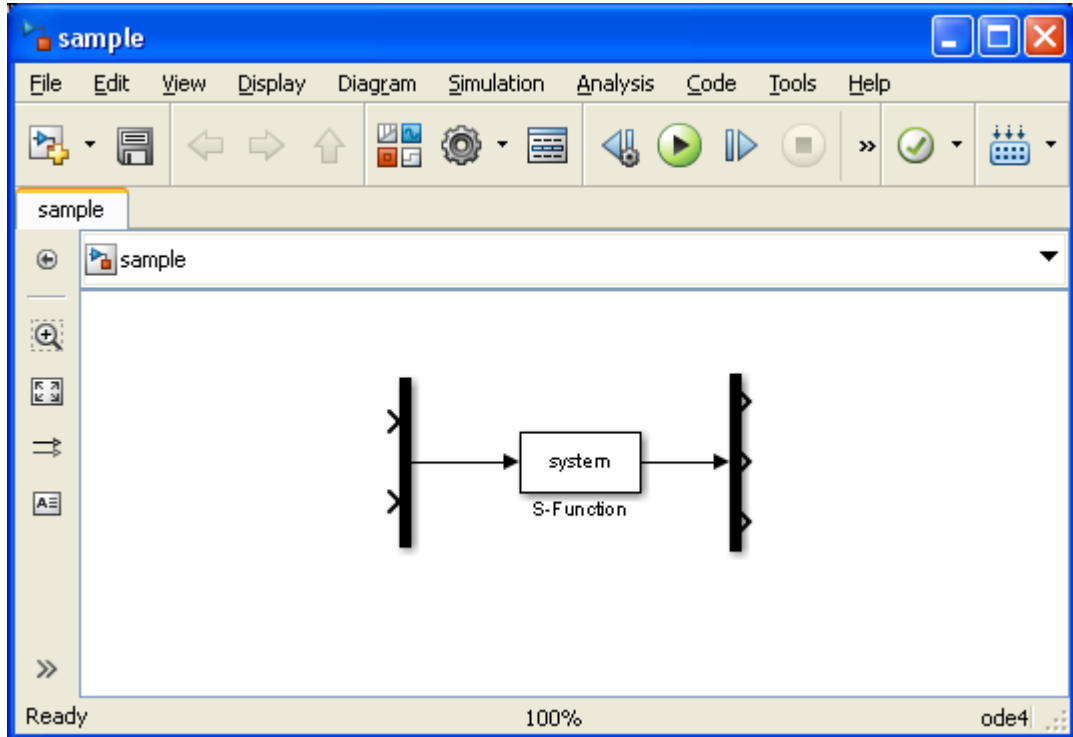 sample
File Edit View Display Diagram Simulation Analysis Code Tools Help
»
sample
sample
A
system
S-Function
»
Ready 100% ode4